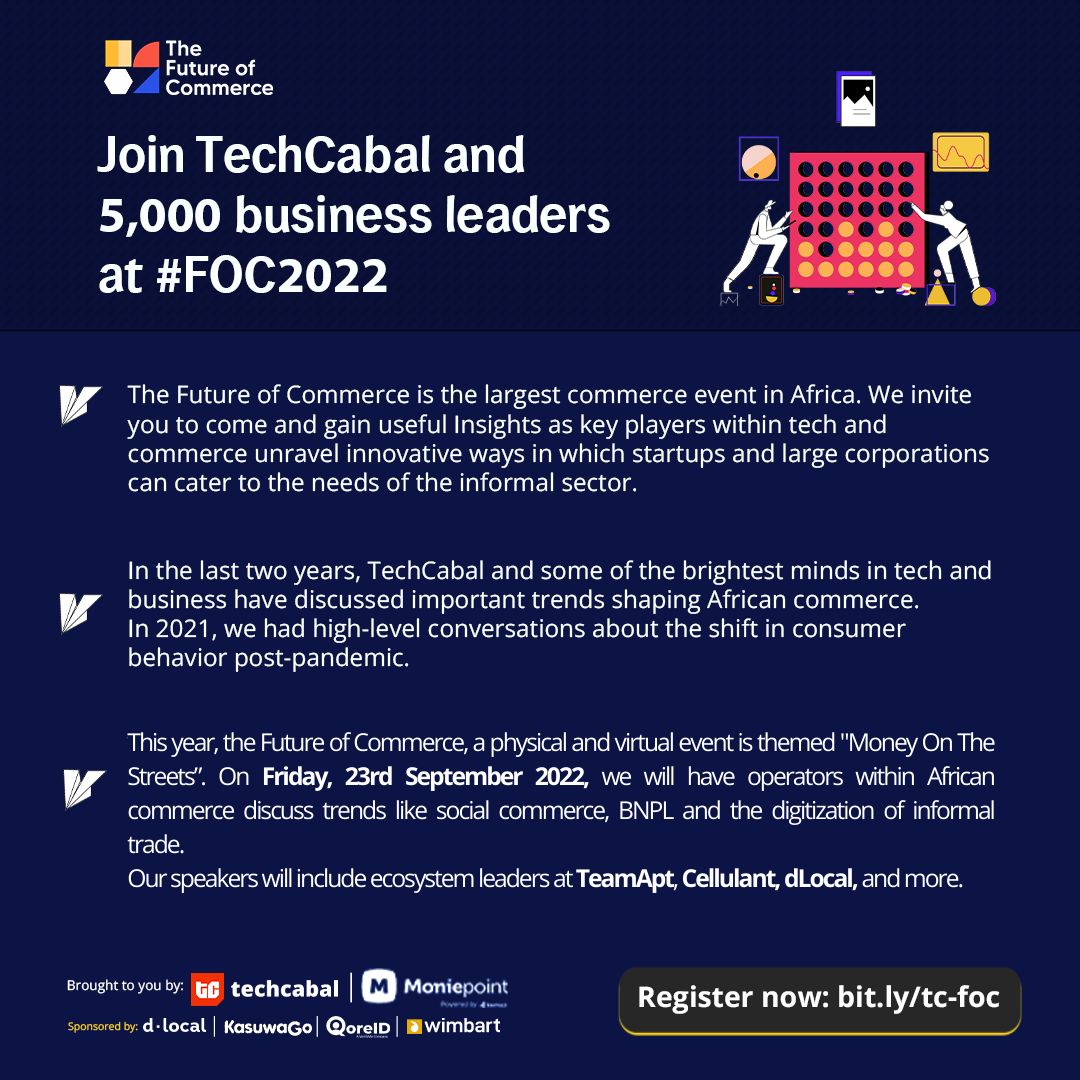 The
Future of
Commerce
Join TechCabal and
5,000 business leaders
at #FOC2022
The Future of Commerce is the largest commerce event in Africa. We invite
you to come and gain useful Insights as key players within tech and
commerce unravel innovative ways in which startups and large corporations
can cater to the needs of the informal sector.
In the last two years, TechCabal and some of the brightest minds in tech and
business have discussed important trends shaping African commerce.
In 2021, we had high-level conversations about the shift in consumer
behavior post-pandemic.
This year, the Future of Commerce, a physical and virtual event is themed "Money On The
Streets”. On Friday, 23rd September 2022, we will have operators within African
commerce discuss trends like social commerce, BNPL and the digitization of informal
trade.
Our speakers will include ecosystem leaders at TeamApt, Cellulant, dLocal, and more.
Brought to you by: TC techcabal | M Moniepoint
Powered by
Sponsored by: d·local | KasuwaGo | QoreID | wimbart
Register now: bit.ly/tc-foc